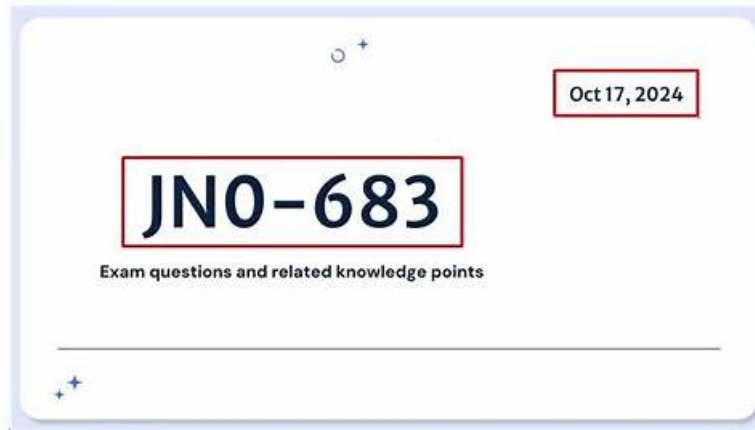 Oct 17, 2024
JN0-683
Exam questions and related knowledge points